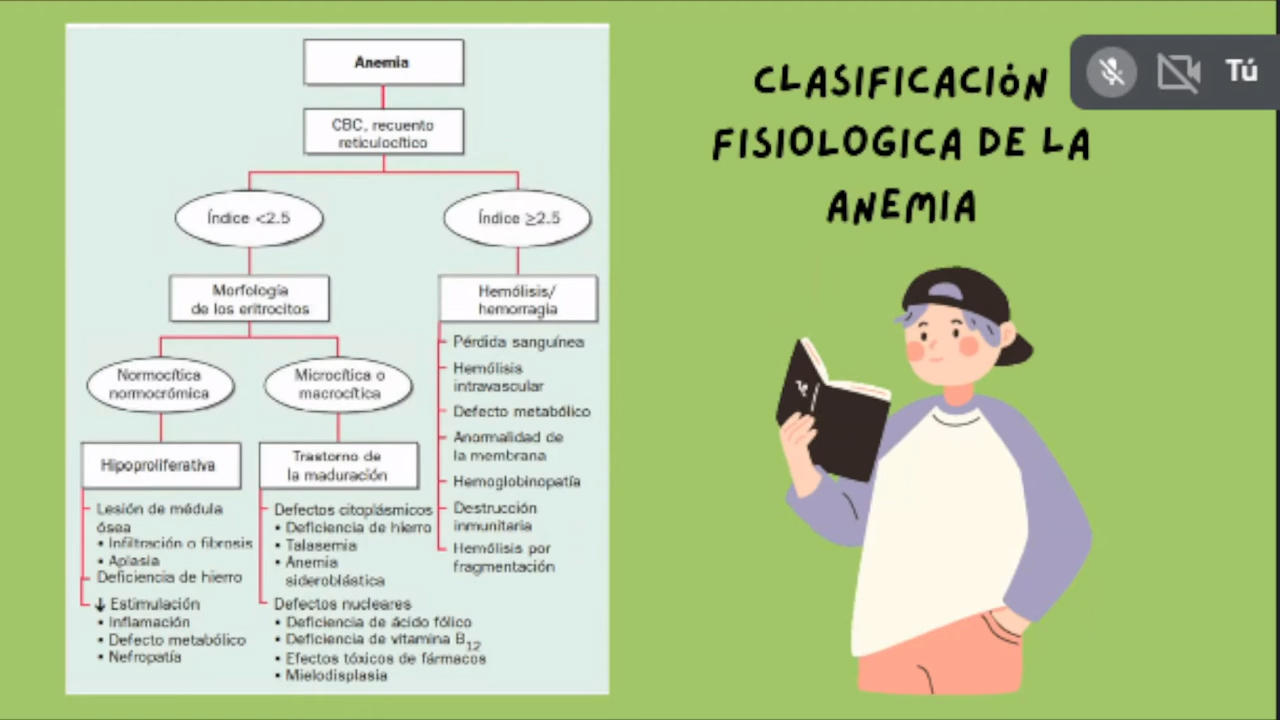 Anemia
CBC, recuento
reticulocítico
Índice <2.5
Índice ≥2.5
Morfología
de los eritrocitos
Hemólisis/
hemorragia
Normocítica
normocrómica
Microcítica o
macrocítica
Hipoproliferativa
Trastorno de
la maduración
Lesión de médula
ósea
• Infiltración o fibrosis
• Aplasia
Deficiencia de hierro
↓ Estimulación
• Inflamación
• Defecto metabólico
• Nefropatía
Defectos citoplásmicos
• Deficiencia de hierro
• Talasemia
• Anemia
sideroblástica
Defectos nucleares
• Deficiencia de ácido fólico
• Deficiencia de vitamina B12
• Efectos tóxicos de fármacos
• Mielodisplasia
Pérdida sanguínea
Hemólisis
intravascular
Defecto metabólico
Anormalidad de
la membrana
Hemoglobinopatía
Destrucción
inmunitaria
Hemólisis por
fragmentación
CLASIFICACIÓN
FISIOLOGICA DE LA
ANEMIA
Tú